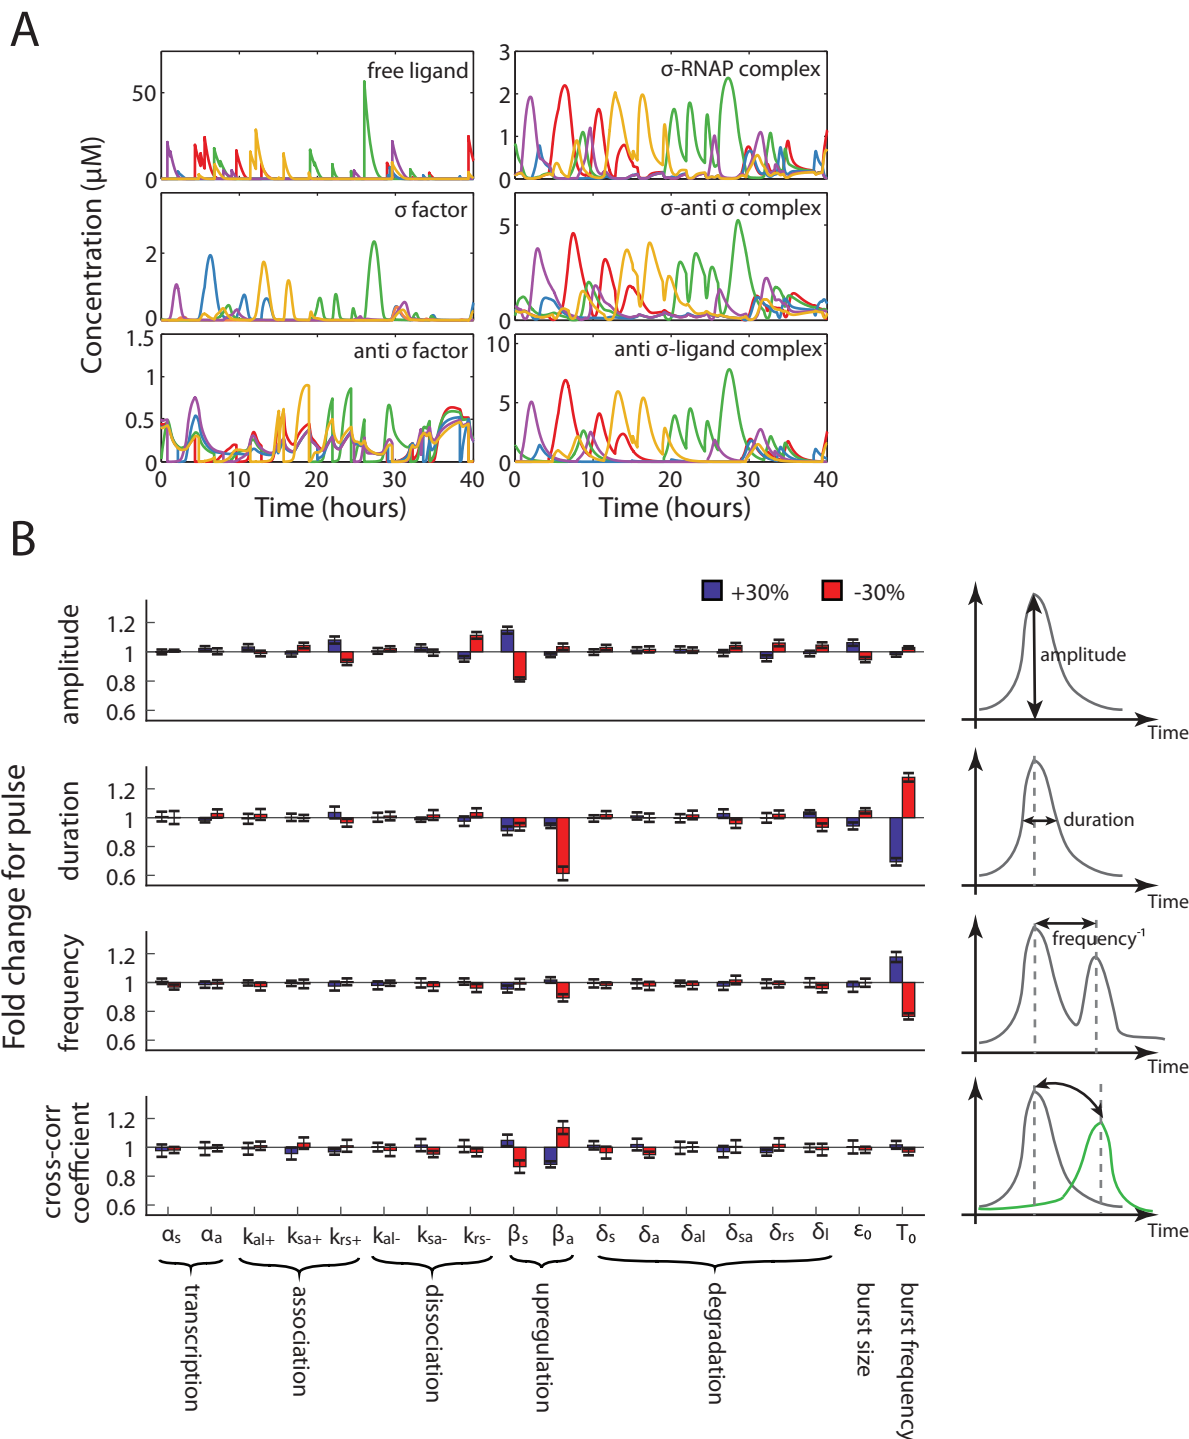 A
free ligand
50
0
σ factor
2
0
anti σ factor
1.5
1
0.5
0
0 10 20 30 40
Time (hours)
Concentration (μM)
σ-RNAP complex
3
2
1
0
σ-anti σ complex
5
0
anti σ-ligand complex
10
5
0
0 10 20 30 40
Time (hours)
B
+30% -30%
Fold change for pulse
amplitude
1.2
1
0.8
0.6
amplitude
Time
duration
1.2
1
0.8
0.6
duration
Time
frequency
1.2
1
0.8
0.6
frequency⁻¹
Time
cross-corr
coefficient
1.2
1
0.8
0.6
Time
αs αa kal+ ksa+ krs+ kal- ksa- krs- βs βa δs δa δal δsa δrs δl ε₀ T₀
transcription
association
dissociation
upregulation
degradation
burst size
burst frequency